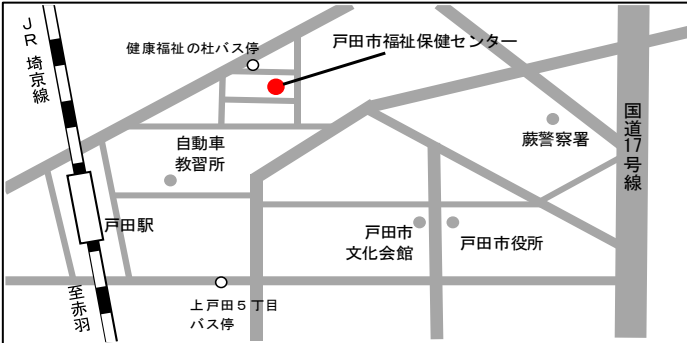 JR 埼京線
健康福祉の杜バス停
戸田市福祉保健センター
国道17号線
自動車
教習所
蕨警察署
戸田駅
戸田市
文化会館
戸田市役所
至赤羽
上戸田５丁目
バス停